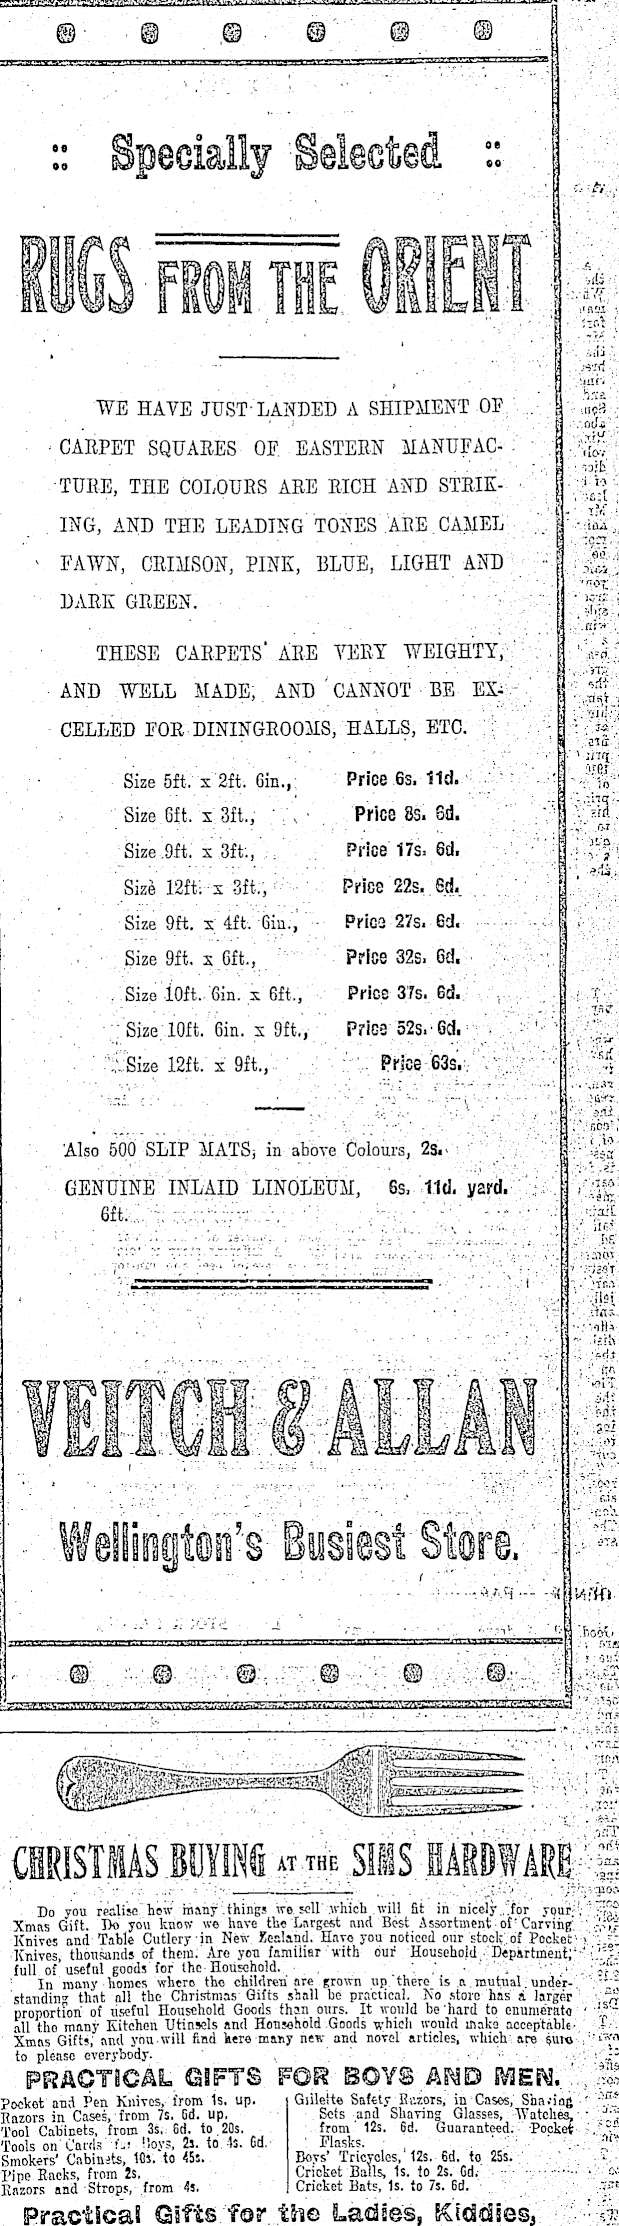 :: Specially Selected ::
RUGS FROM THE ORIENT
WE HAVE JUST LANDED A SHIPMENT OF
CARPET SQUARES OF EASTERN MANUFAC-
TURE, THE COLOURS ARE RICH AND STRIK-
ING, AND THE LEADING TONES ARE CAMEL
FAWN, CRIMSON, PINK, BLUE, LIGHT AND
DARK GREEN.
THESE CARPETS ARE VERY WEIGHTY,
AND WELL MADE, AND CANNOT BE EX-
CELLED FOR DININGROOMS, HALLS, ETC.
Size 5ft. x 2ft. 6in., Price 6s. 11d.
Size 6ft. x 3ft., Price 8s. 6d.
Size 9ft. x 3ft., Price 17s. 6d.
Size 12ft. x 3ft., Price 22s. 6d.
Size 9ft. x 4ft. 6in., Price 27s. 6d.
Size 9ft. x 6ft., Price 32s. 6d.
Size 10ft. 6in. x 6ft., Price 37s. 6d.
Size 10ft. 6in. x 9ft., Price 52s. 6d.
Size 12ft. x 9ft., Price 63s.
Also 500 SLIP MATS, in above Colours, 2s.
GENUINE INLAID LINOLEUM, 6s. 11d. yard.
6ft.
VEITCH & ALLAN
Wellington's Busiest Store.
CHRISTMAS BUYING AT THE SIMS HARDWARE
Do you realise how many things we sell which will fit in nicely for your
Xmas Gift. Do you know we have the Largest and Best Assortment of Carving
Knives and Table Cutlery in New Zealand. Have you noticed our stock of Pocket
Knives, thousands of them. Are you familiar with our Household Department,
full of useful goods for the Household.
In many homes where the children are grown up there is a mutual under-
standing that all the Christmas Gifts shall be practical. No store has a larger
proportion of useful Household Goods than ours. It would be hard to enumerate
all the many Kitchen Utinsels and Household Goods which would make acceptable
Xmas Gifts, and you will find here many new and novel articles, which are sure
to please everybody.
PRACTICAL GIFTS FOR BOYS AND MEN.
Pocket and Pen Knives, from 1s. up.
Razors in Cases, from 7s. 6d. up.
Tool Cabinets, from 3s. 6d. to 20s.
Tools on Cards for Boys, 2s. to 4s. 6d.
Smokers' Cabinets, 10s. to 45s.
Pipe Racks, from 2s.
Razors and Strops, from 4s.
Gillette Safety Razors, in Cases, Shaving
Sets and Shaving Glasses, Watches,
from 12s. 6d. Guaranteed. Pocket
Flasks.
Boys' Tricycles, 12s. 6d. to 25s.
Cricket Balls, 1s. to 2s. 6d.
Cricket Bats, 1s. to 7s. 6d.
Practical Gifts for the Ladies, Kiddies,